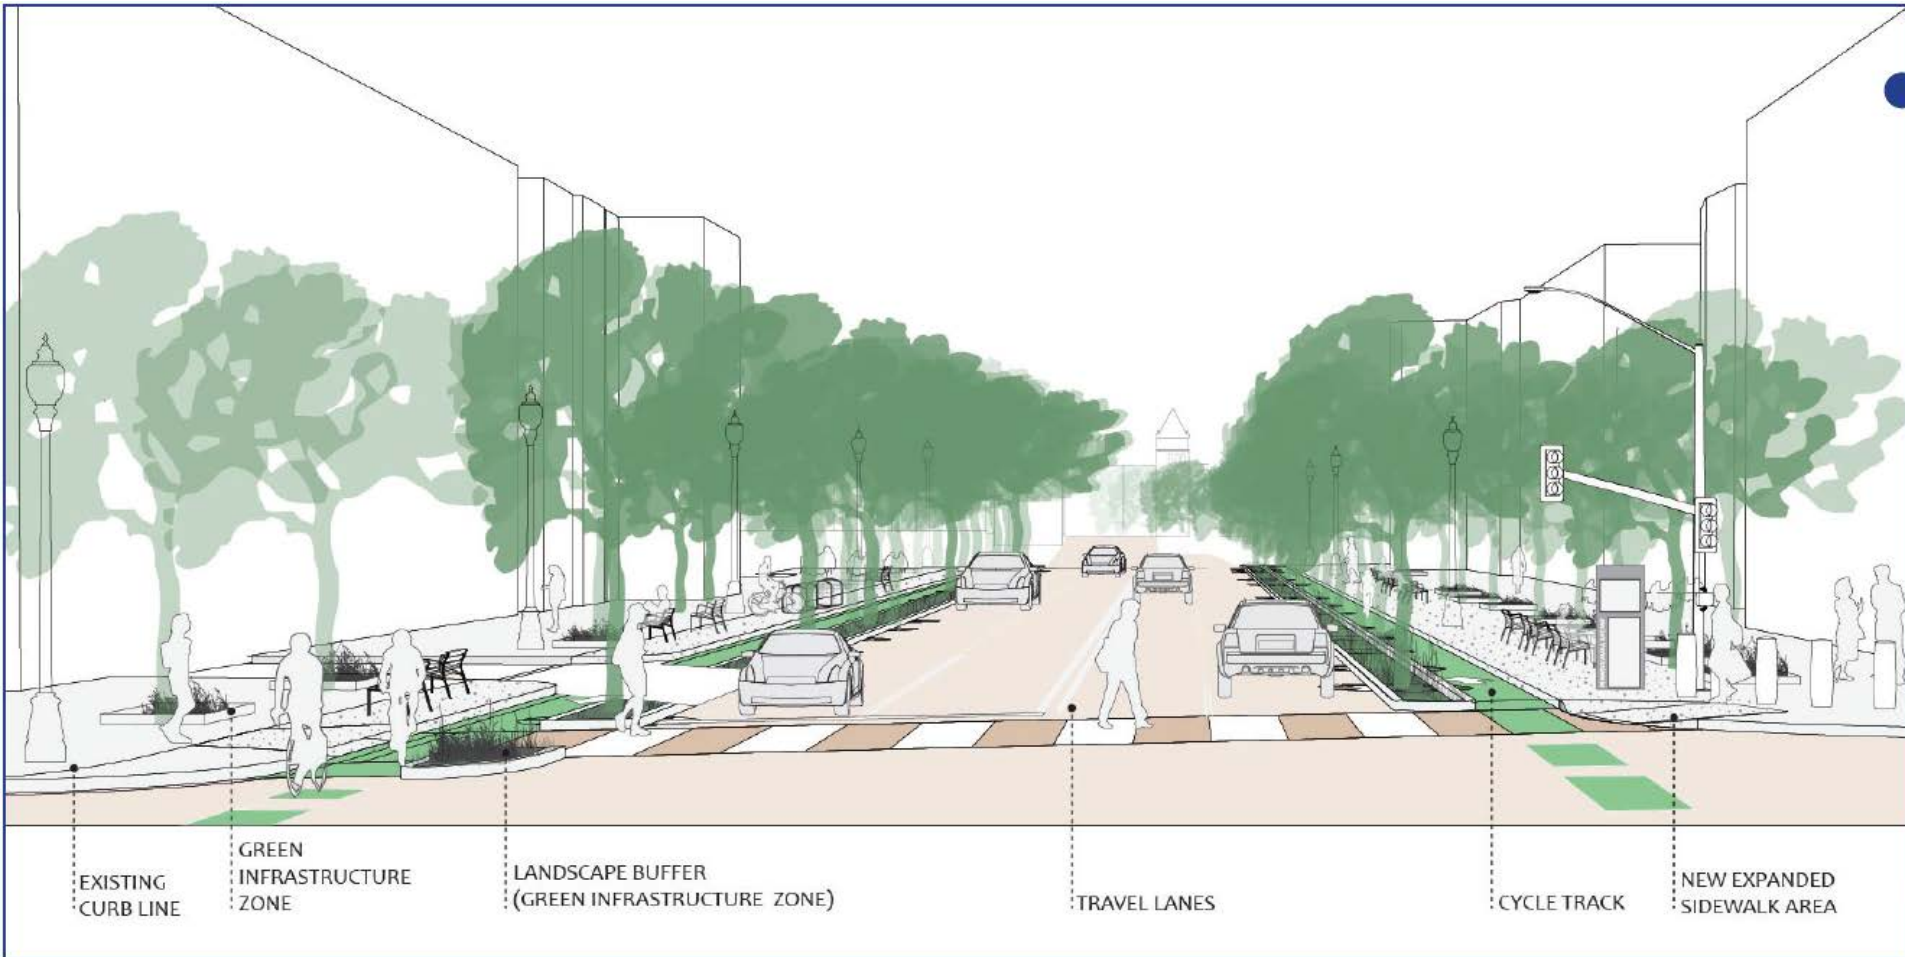 EXISTING
CURB LINE
GREEN
INFRASTRUCTURE
ZONE
LANDSCAPE BUFFER
(GREEN INFRASTRUCTURE ZONE)
TRAVEL LANES
CYCLE TRACK
NEW EXPANDED
SIDEWALK AREA